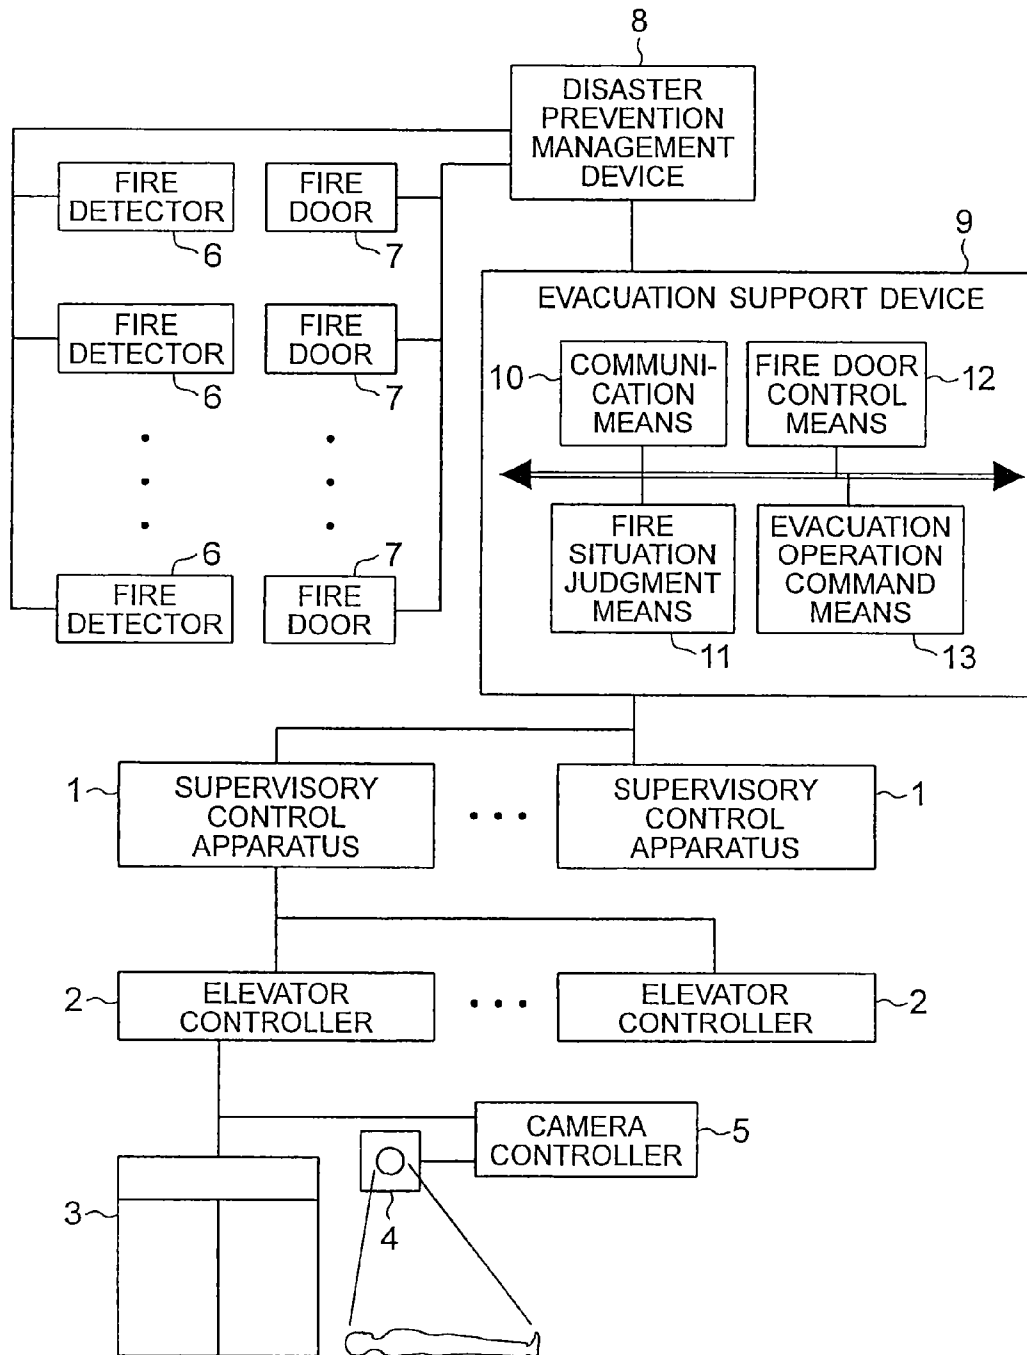 8
DISASTER
PREVENTION
MANAGEMENT
DEVICE
FIRE
DETECTOR
6
FIRE
DOOR
7
FIRE
DETECTOR
6
FIRE
DOOR
7
6
FIRE
DETECTOR
7
FIRE
DOOR
9
EVACUATION SUPPORT DEVICE
10
COMMUNI-
CATION
MEANS
FIRE DOOR
CONTROL
MEANS
12
FIRE
SITUATION
JUDGMENT
MEANS
11
EVACUATION
OPERATION
COMMAND
MEANS
13
1
SUPERVISORY
CONTROL
APPARATUS
SUPERVISORY
CONTROL
APPARATUS
1
2
ELEVATOR
CONTROLLER
ELEVATOR
CONTROLLER
2
CAMERA
CONTROLLER
5
3
4